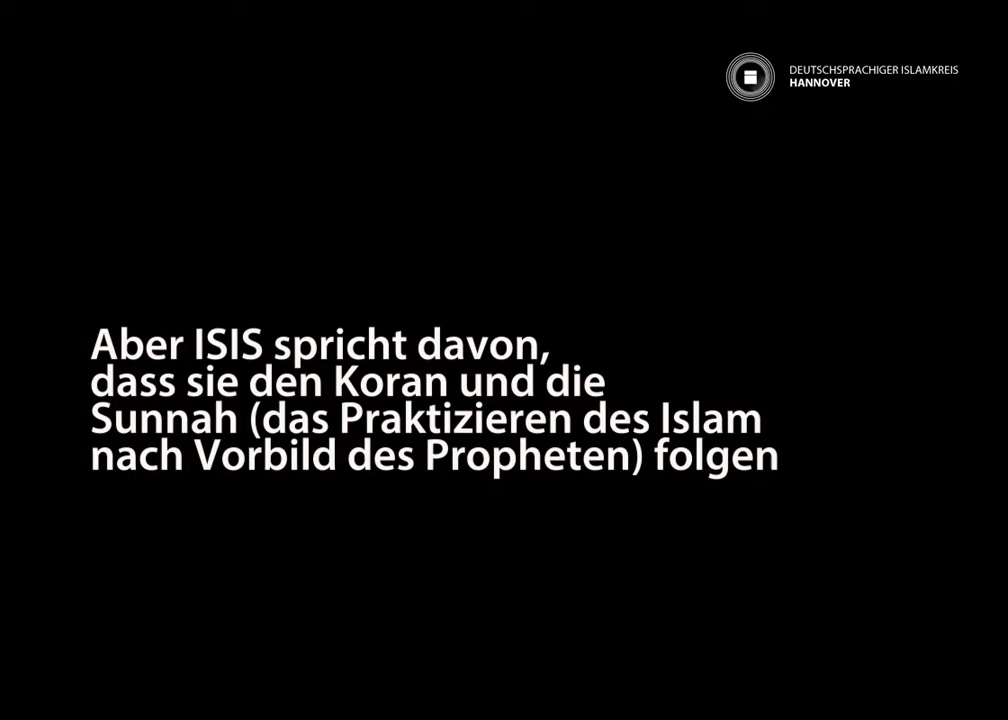 DEUTSCHSPRACHIGER ISLAMKREIS
HANNOVER
Aber ISIS spricht davon,
dass sie den Koran und die
Sunnah (das Praktizieren des Islam
nach Vorbild des Propheten) folgen